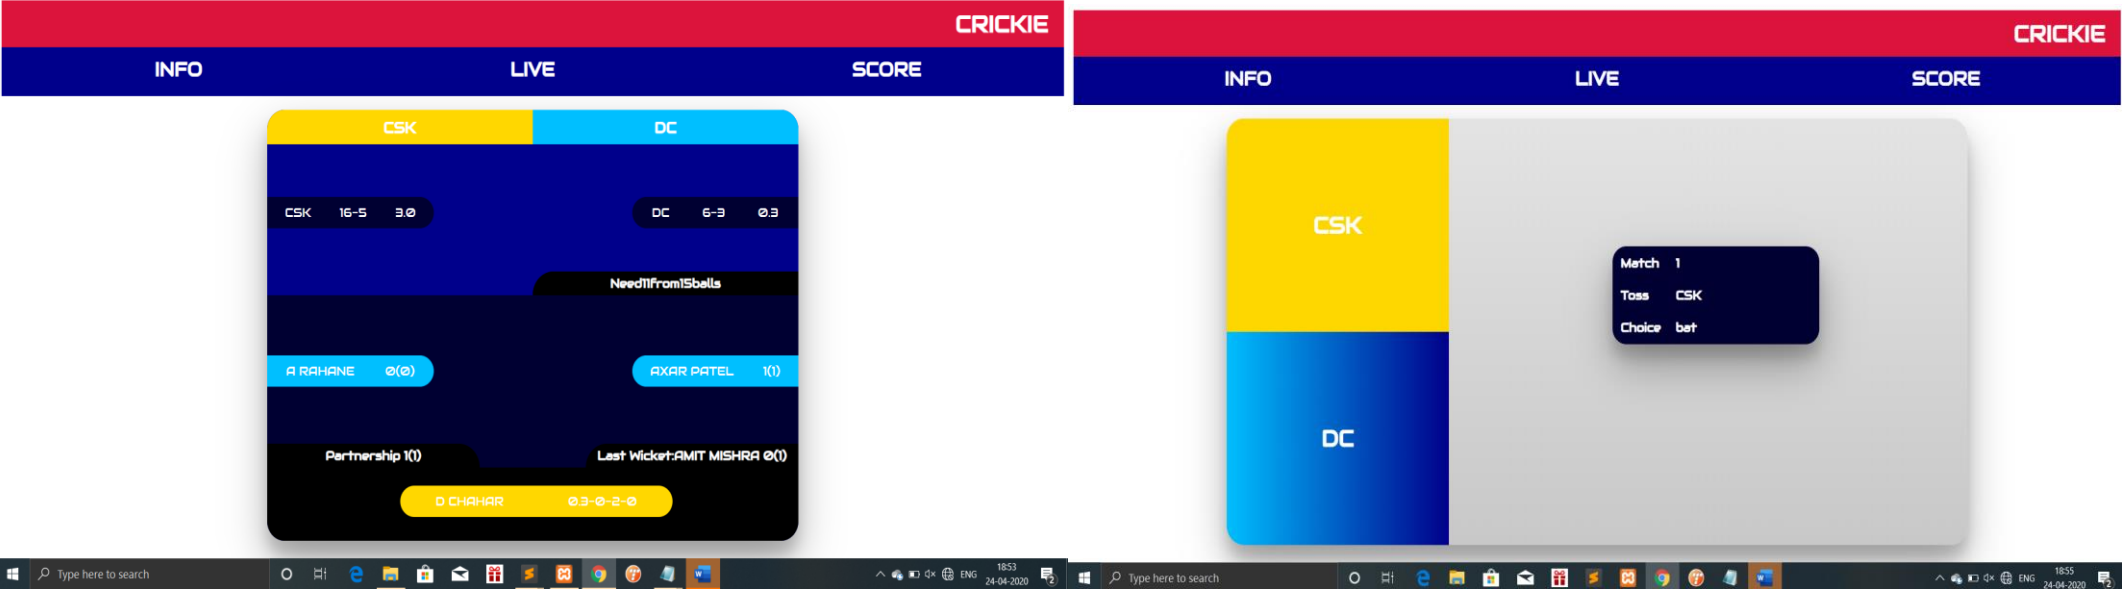 CRICKIE
INFO LIVE SCORE
CSK DC
CSK 16-5 3.0 DC 6-3 0.3
Need11From15balls
A RAHANE 0(0) AXAR PATEL 1(1)
Partnership 1(1) Last Wicket:AMIT MISHRA 0(1)
D CHAHAR 0.3-0-2-0
Type here to search ENG 18:53
24-04-2020 2
CRICKIE
INFO LIVE SCORE
CSK
Match 1
Toss CSK
Choice bat
DC
Type here to search ENG 18:55
24-04-2020 2